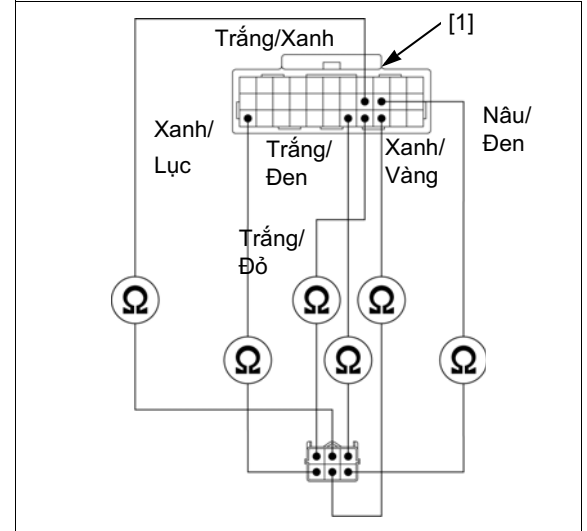 [1]
Trắng/Xanh
Xanh/
Lục
Trắng/
Đen
Xanh/
Vàng
Nâu/
Đen
Trắng/
Đỏ
Ω
Ω
Ω
Ω
Ω
Ω